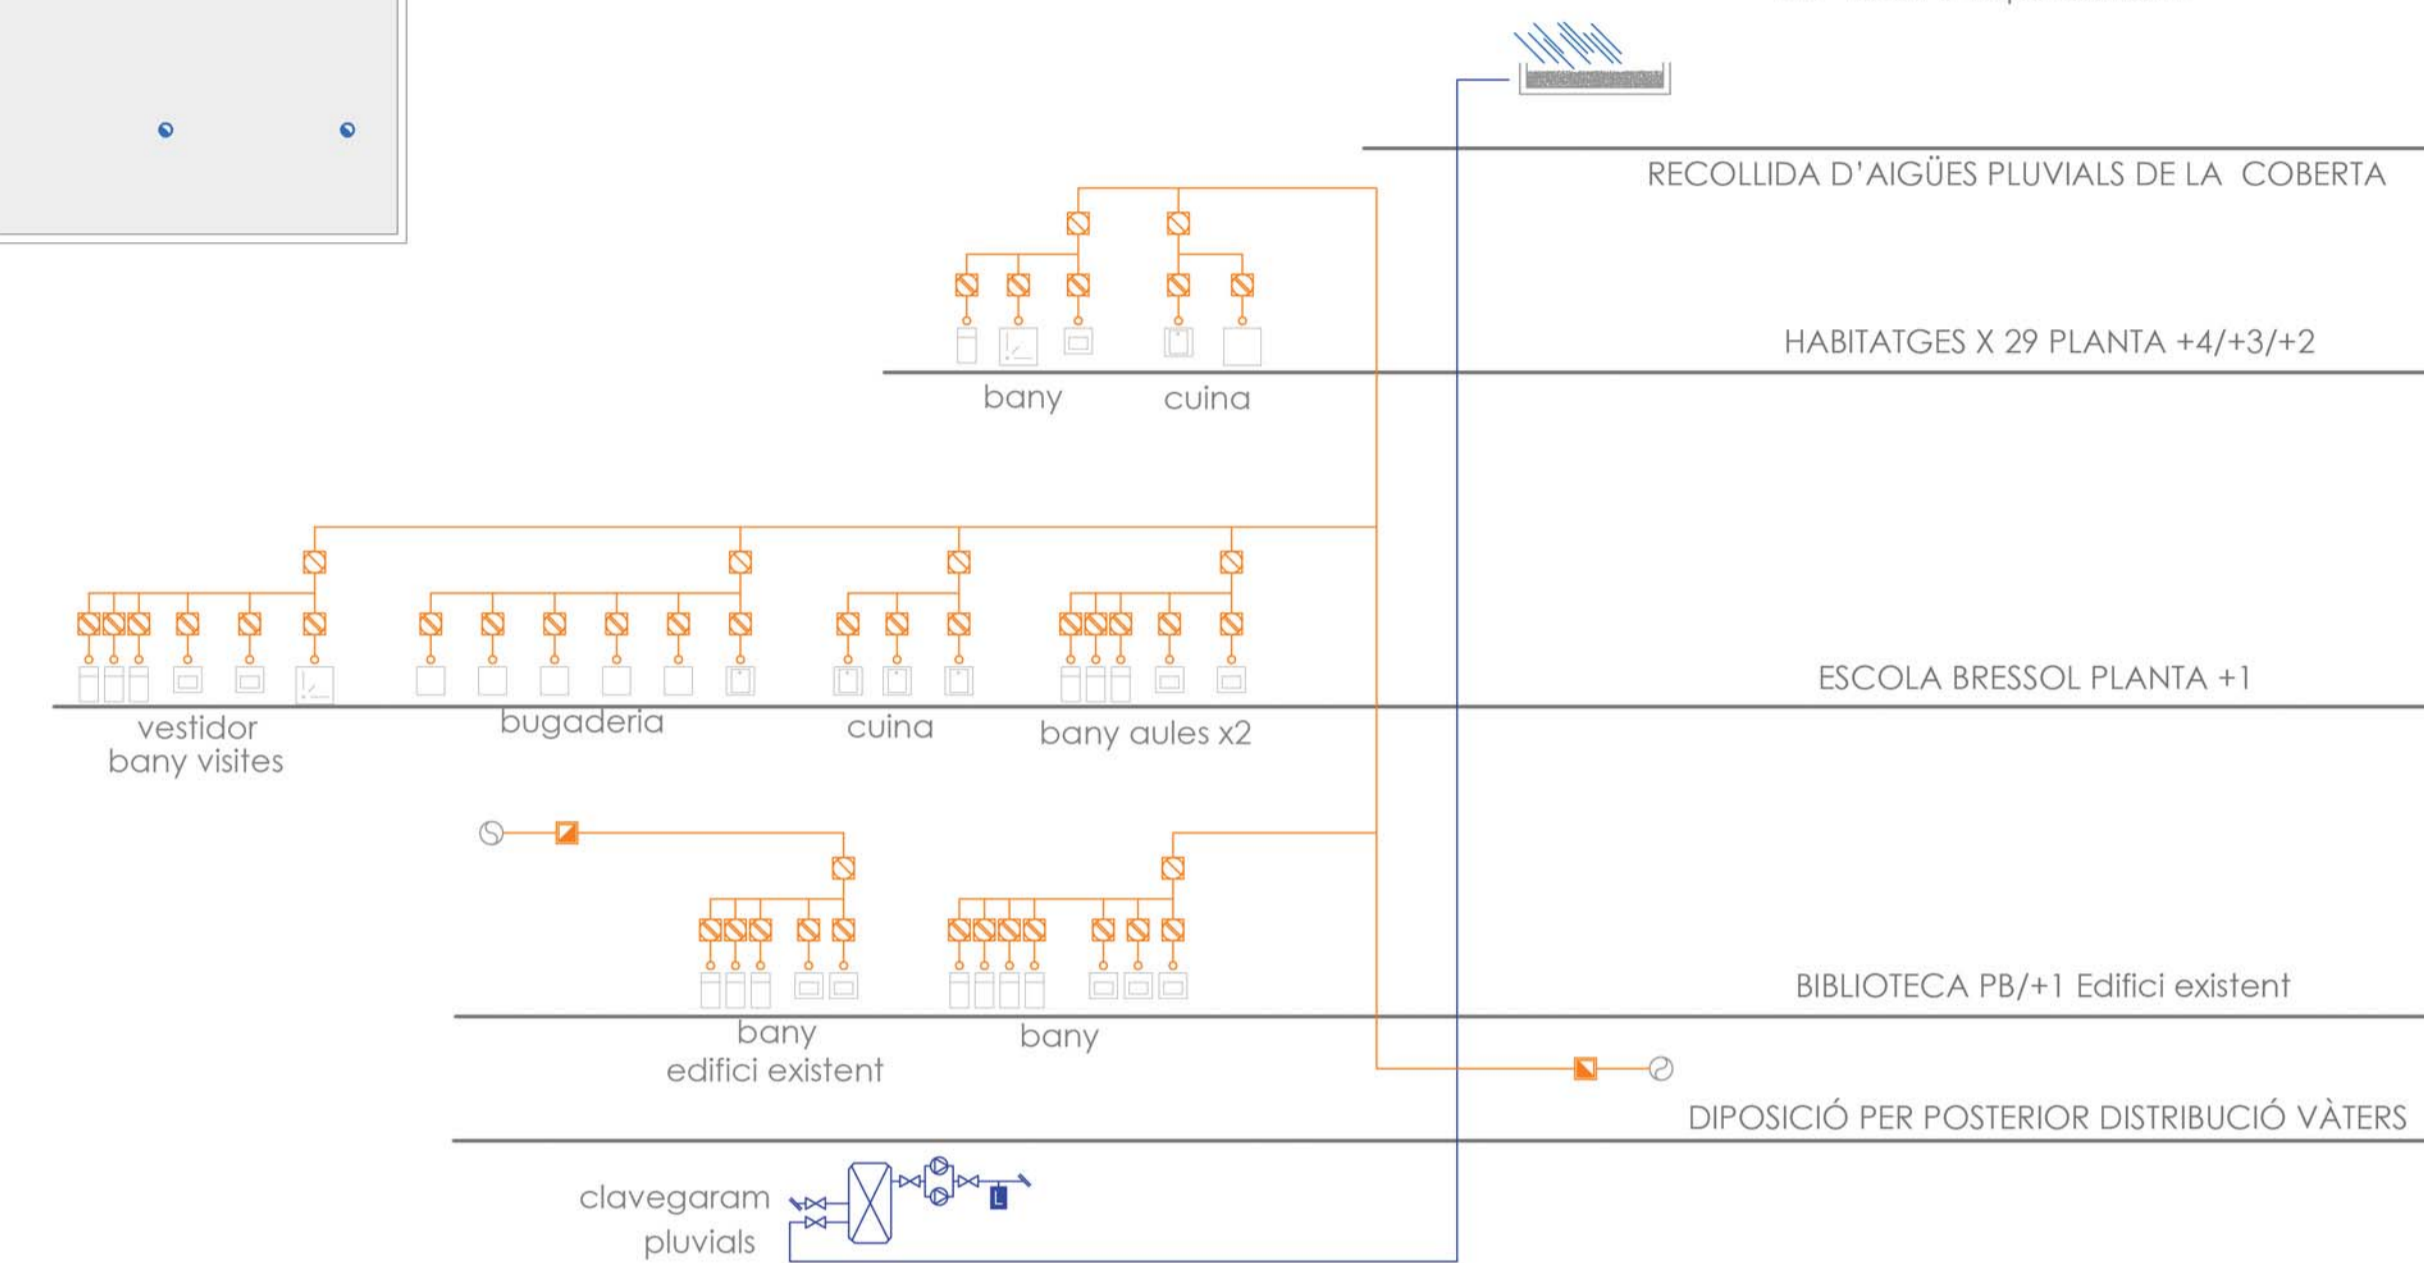 RECOLLIDA D'AIGÜES PLUVIALS DE LA COBERTA
HABITATGES X 29 PLANTA +4/+3/+2
bany
cuina
ESCOLA BRESSOL PLANTA +1
vestidor
bany visites
bugaderia
cuina
bany aules x2
BIBLIOTECA PB/+1 Edifici existent
bany
edifici existent
bany
DIPOSICIÓ PER POSTERIOR DISTRIBUCIÓ VÀTERS
clavegaram
pluvials
L